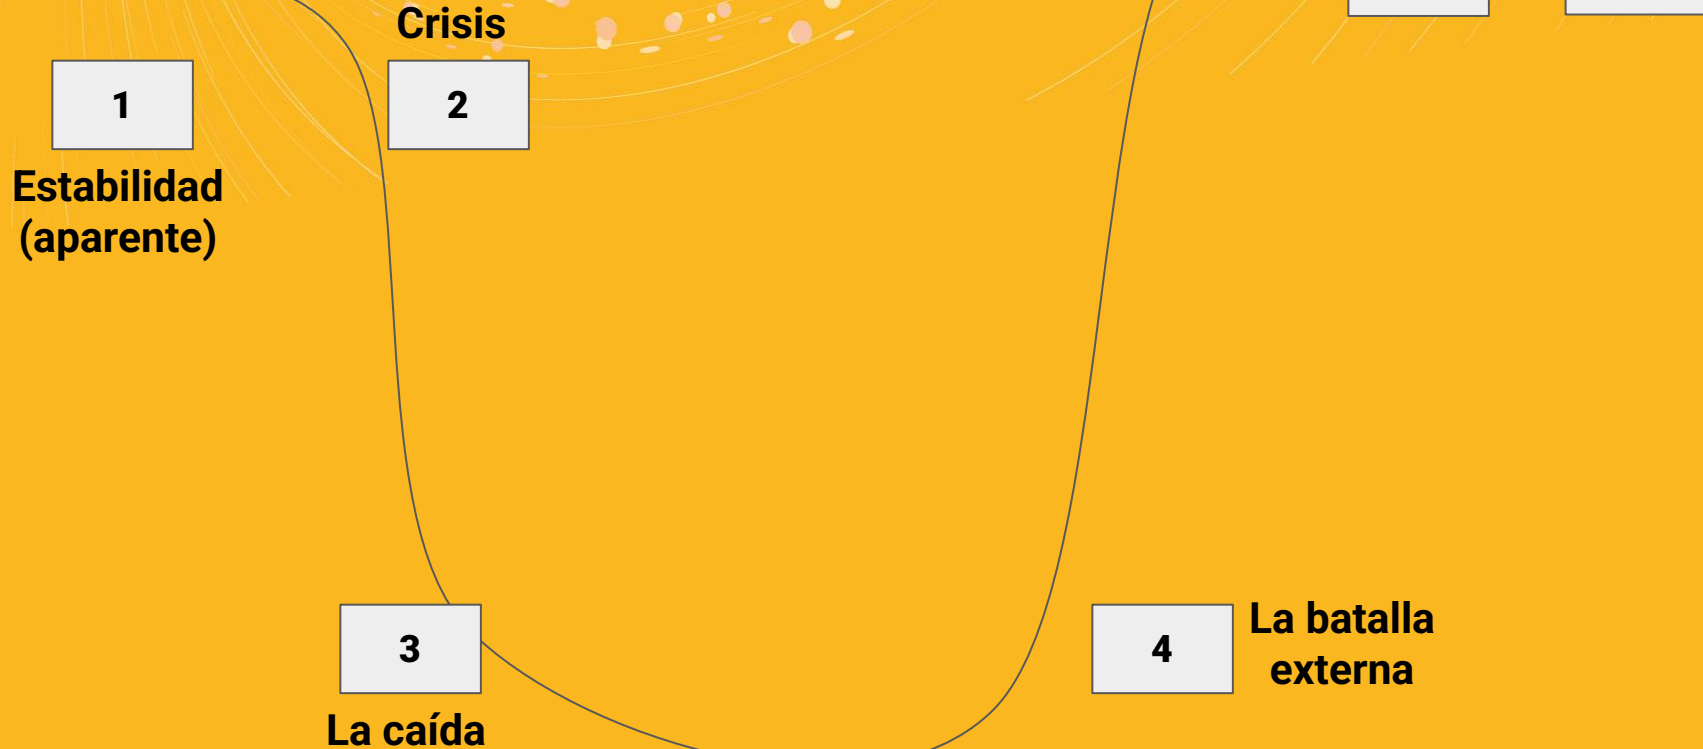 Crisis
1
2
Estabilidad
(aparente)
3
La caída
4
La batalla
externa